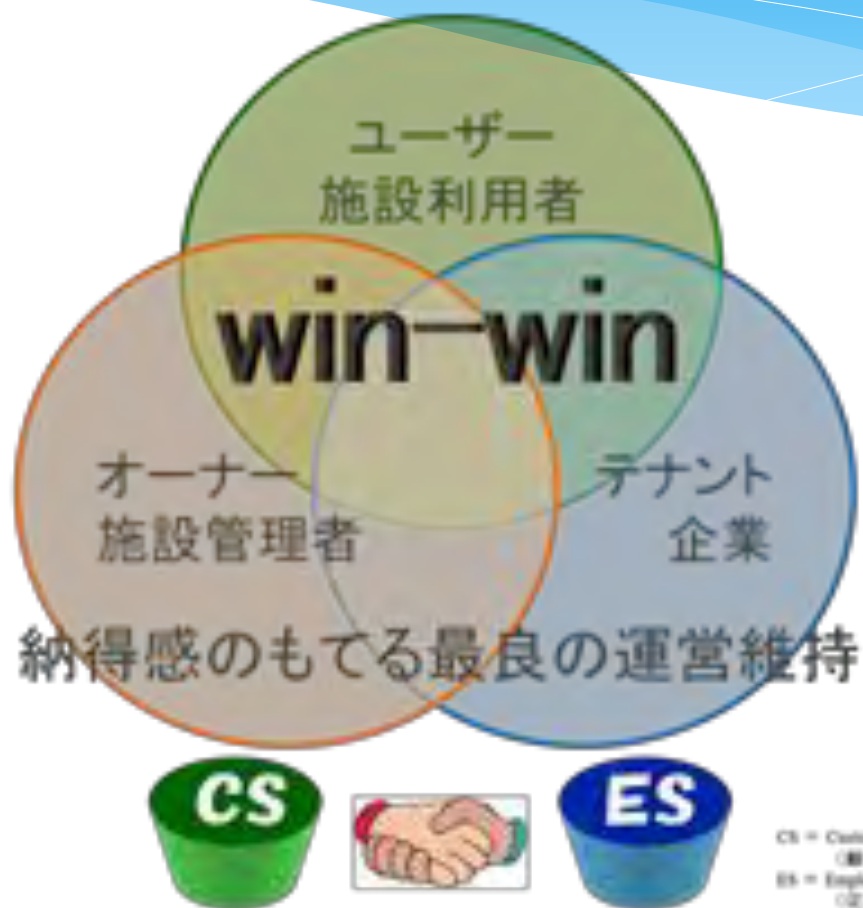 ユーザー
施設利用者
win-win
オーナー
施設管理者
テナント
企業
納得感のもてる最良の運営維持
CS
ES
CS =
ES =